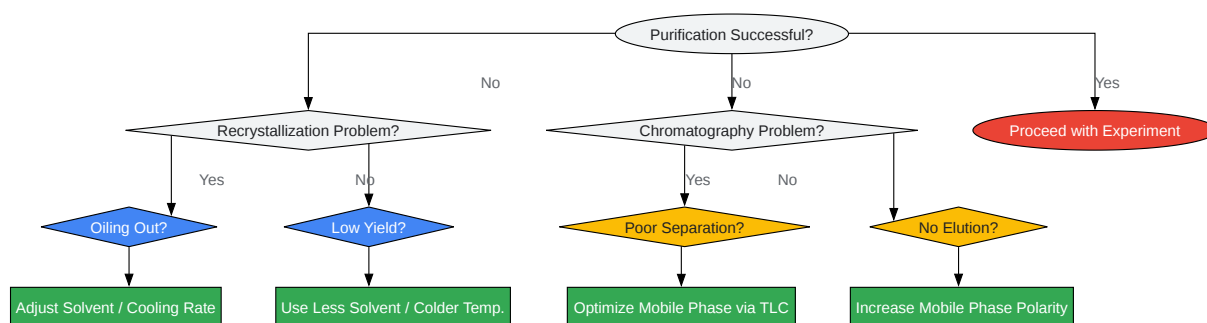 Purification Successful?
No
No
Yes
Recrystallization Problem?
Chromatography Problem?
Proceed with Experiment
Yes
No
Yes
No
Oiling Out?
Low Yield?
Poor Separation?
No Elution?
Adjust Solvent / Cooling Rate
Use Less Solvent / Colder Temp.
Optimize Mobile Phase via TLC
Increase Mobile Phase Polarity